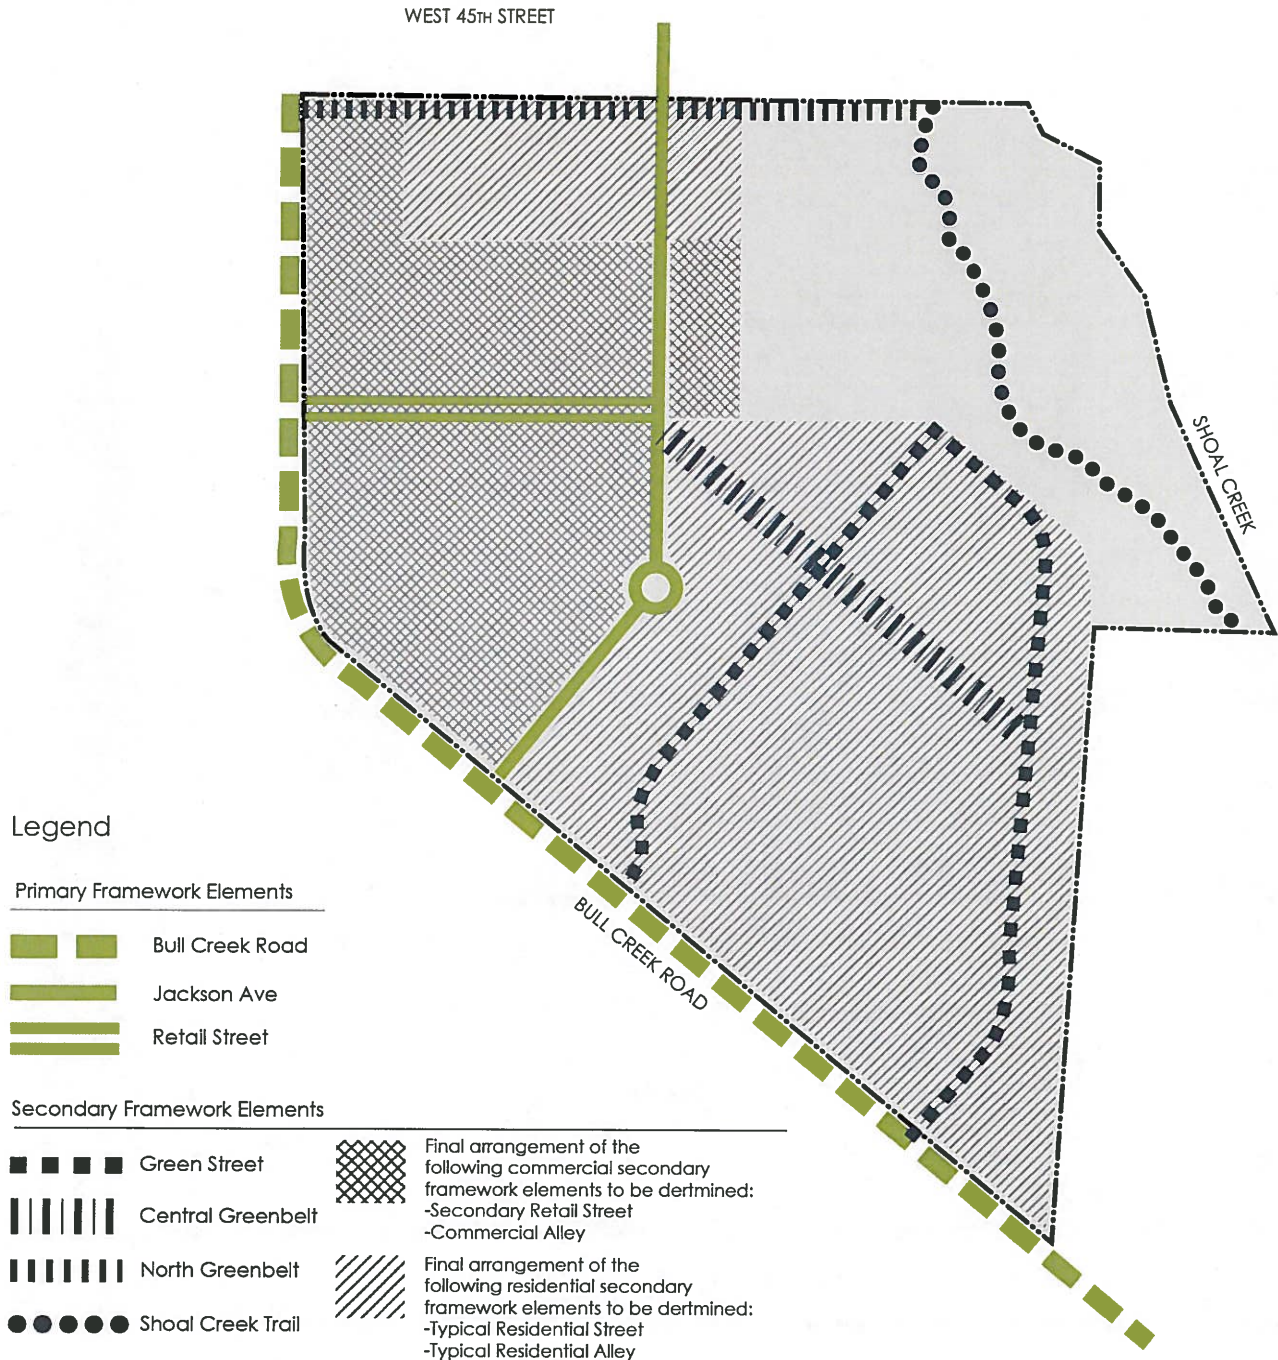 WEST 45TH STREET
SHOAL CREEK
BULL CREEK ROAD
Legend
Primary Framework Elements
Bull Creek Road
Jackson Ave
Retail Street
Secondary Framework Elements
Green Street
Central Greenbelt
North Greenbelt
Shoal Creek Trail
Final arrangement of the
following commercial secondary
framework elements to be dertmined:
-Secondary Retail Street
-Commercial Alley
Final arrangement of the
following residential secondary
framework elements to be dertmined:
-Typical Residential Street
-Typical Residential Alley